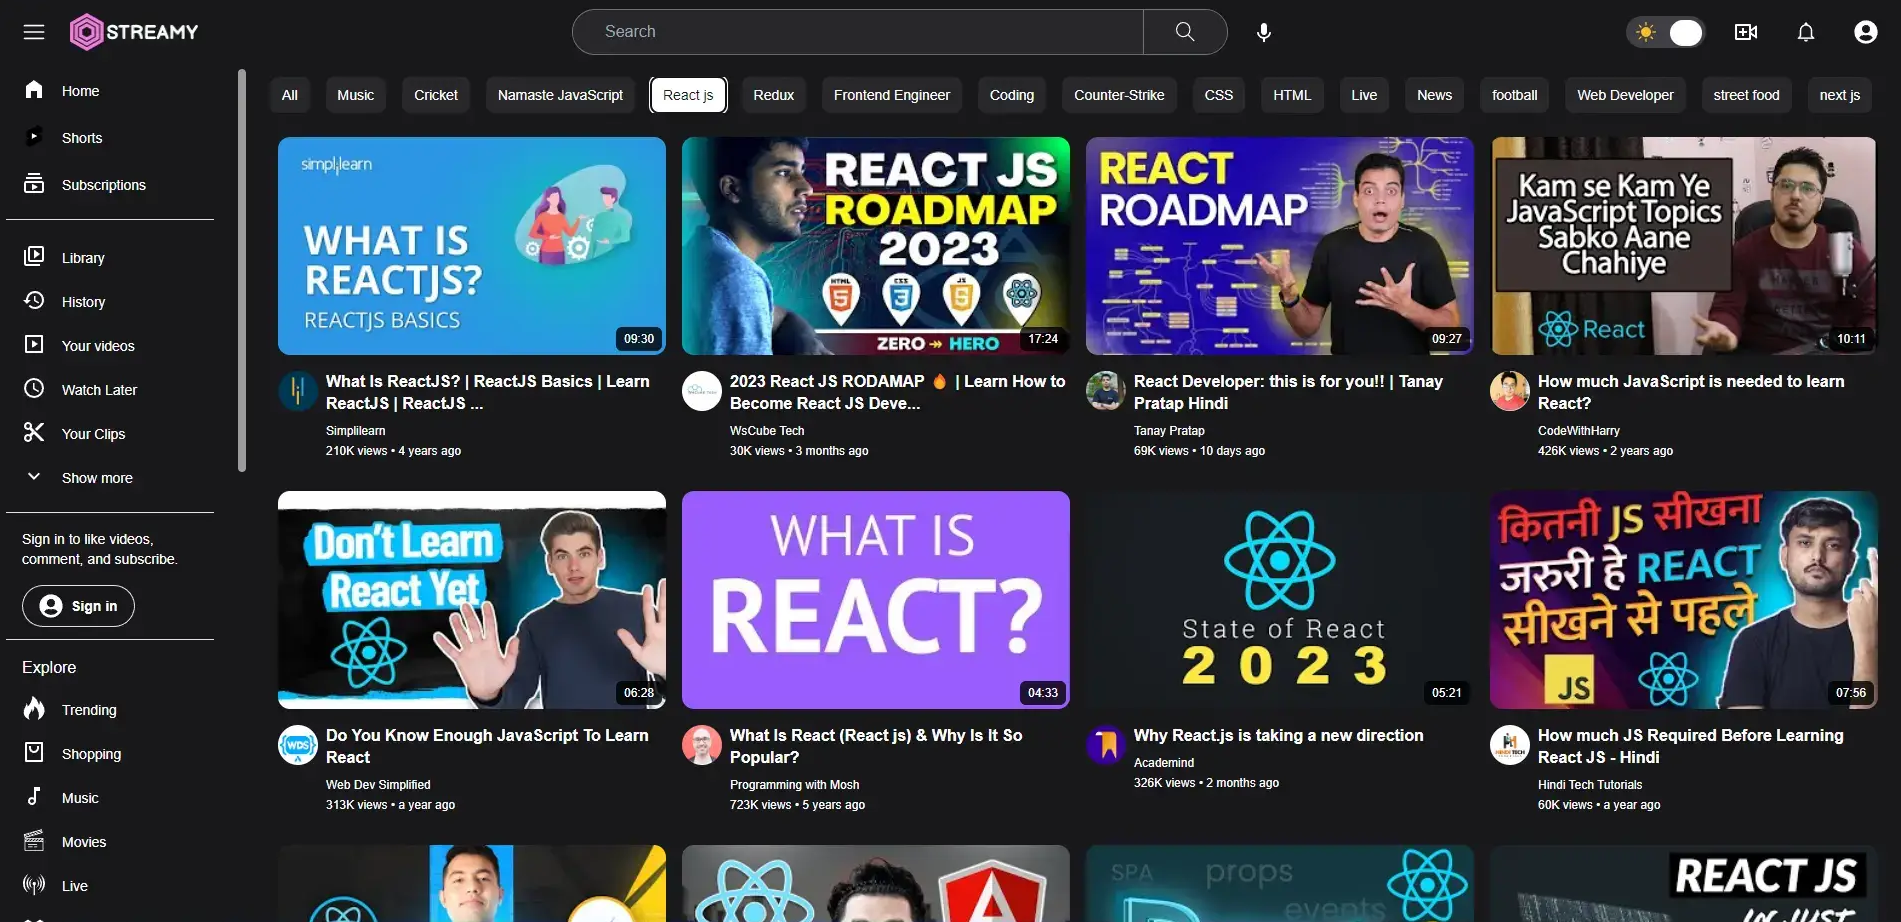 STREAMY
Search
Home
Shorts
Subscriptions
Library
History
Your videos
Watch Later
Your Clips
Show more
Sign in to like videos,
comment, and subscribe.
Sign in
Explore
Trending
Shopping
Music
Movies
Live
All
Music
Cricket
Namaste JavaScript
React js
Redux
Frontend Engineer
Coding
Counter-Strike
CSS
HTML
Live
News
football
Web Developer
street food
next js
simplilearn
WHAT IS
REACTJS?
REACTJS BASICS
09:30
What Is ReactJS? | ReactJS Basics | Learn
ReactJS | ReactJS ...
Simplilearn
210K views • 4 years ago
REACT JS
ROADMAP
2023
HTML
CSS
JS
ZERO → HERO
17:24
2023 React JS RODAMAP 🔥 | Learn How to
Become React JS Deve...
WsCube Tech
30K views • 3 months ago
REACT
ROADMAP
09:27
React Developer: this is for you!! | Tanay
Pratap Hindi
Tanay Pratap
69K views • 10 days ago
Kam se Kam Ye
JavaScript Topics
Sabko Aane
Chahiye
React
10:11
How much JavaScript is needed to learn
React?
CodeWithHarry
426K views • 2 years ago
Don't Learn
React Yet
06:28
WDS
Do You Know Enough JavaScript To Learn
React
Web Dev Simplified
313K views • a year ago
WHAT IS
REACT?
04:33
What Is React (React js) & Why Is It So
Popular?
Programming with Mosh
723K views • 5 years ago
State of React
2023
05:21
Why React.js is taking a new direction
Academind
326K views • 2 months ago
कितनी JS सीखना
जरुरी हे REACT
सीखने से पहले
JS
07:56
How much JS Required Before Learning
React JS - Hindi
Hindi Tech Tutorials
60K views • a year ago
SPA
props
events
REACT JS